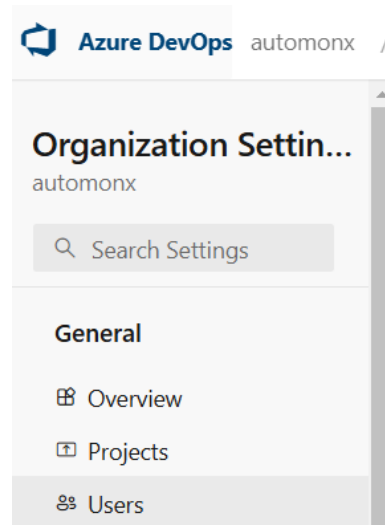 Azure DevOps automonx /
Organization Settin...
automonx
Search Settings
General
Overview
Projects
Users